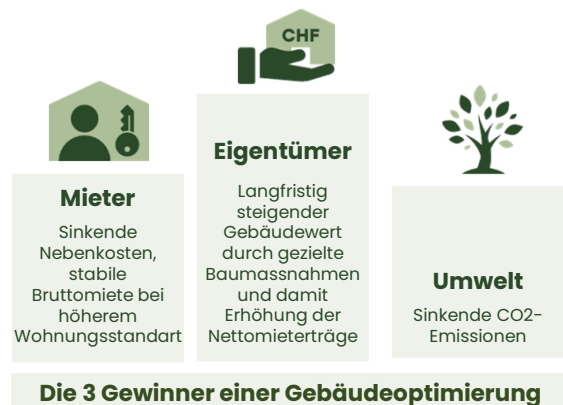 CHF
Mieter
Sinkende
Nebenkosten,
stabile
Bruttomiete bei
höherem
Wohnungsstandart
Eigentümer
Langfristig
steigender
Gebäudewert
durch gezielte
Baumassnahmen
und damit
Erhöhung der
Nettomieterträge
Umwelt
Sinkende CO2-
Emissionen
Die 3 Gewinner einer Gebäudeoptimierung